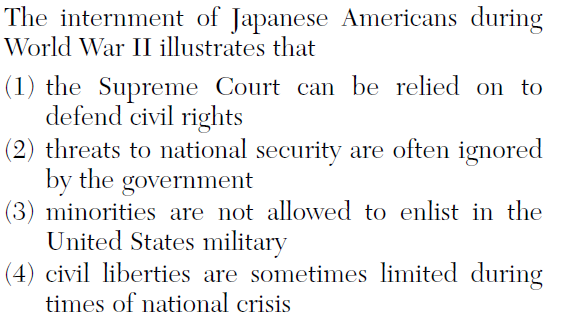 The internment of Japanese Americans during
World War II illustrates that
(1) the Supreme Court can be relied on to
defend civil rights
(2) threats to national security are often ignored
by the government
(3) minorities are not allowed to enlist in the
United States military
(4) civil liberties are sometimes limited during
times of national crisis